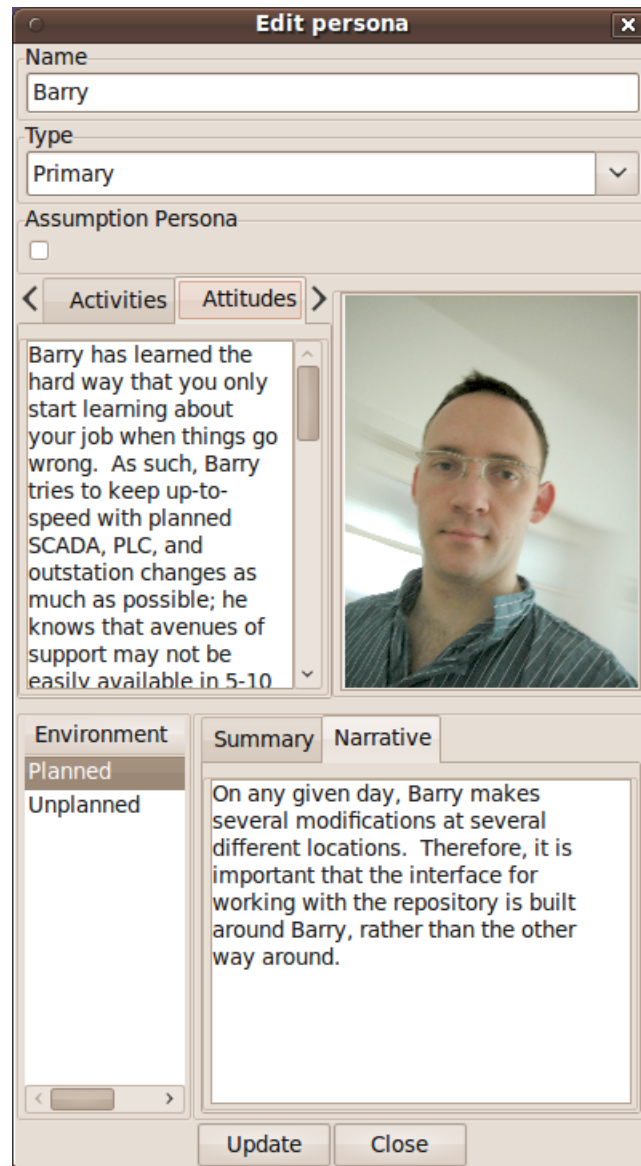 Edit persona
Name
Barry
Type
Primary
Assumption Persona
Activities
Attitudes
Barry has learned the
hard way that you only
start learning about
your job when things go
wrong.  As such, Barry
tries to keep up-to-
speed with planned
SCADA, PLC, and
outstation changes as
much as possible; he
knows that avenues of
support may not be
easily available in 5-10
Environment
Planned
Unplanned
Summary
Narrative
On any given day, Barry makes
several modifications at several
different locations.  Therefore, it is
important that the interface for
working with the repository is built
around Barry, rather than the other
way around.
Update
Close